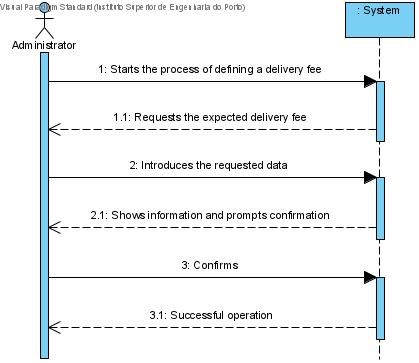 Visual Paradigm Standard (Instituto Superior de Engenharia do Porto)
: System
Administrator
1: Starts the process of defining a delivery fee
1.1: Requests the expected delivery fee
2: Introduces the requested data
2.1: Shows information and prompts confirmation
3: Confirms
3.1: Successful operation